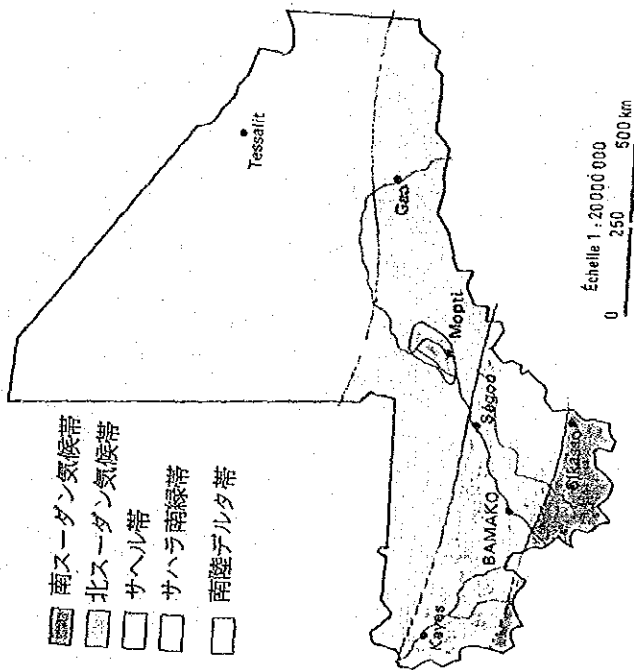 南スーダン気候帯
北スーダン気候帯
サヘル帯
サハラ南緑帯
南陸デルタ帯
Tessalit
Gao
Mopti
Ségou
BAMAKO
Kayes
Sikasso
Échelle 1 : 20 000 000
0 250 500 km